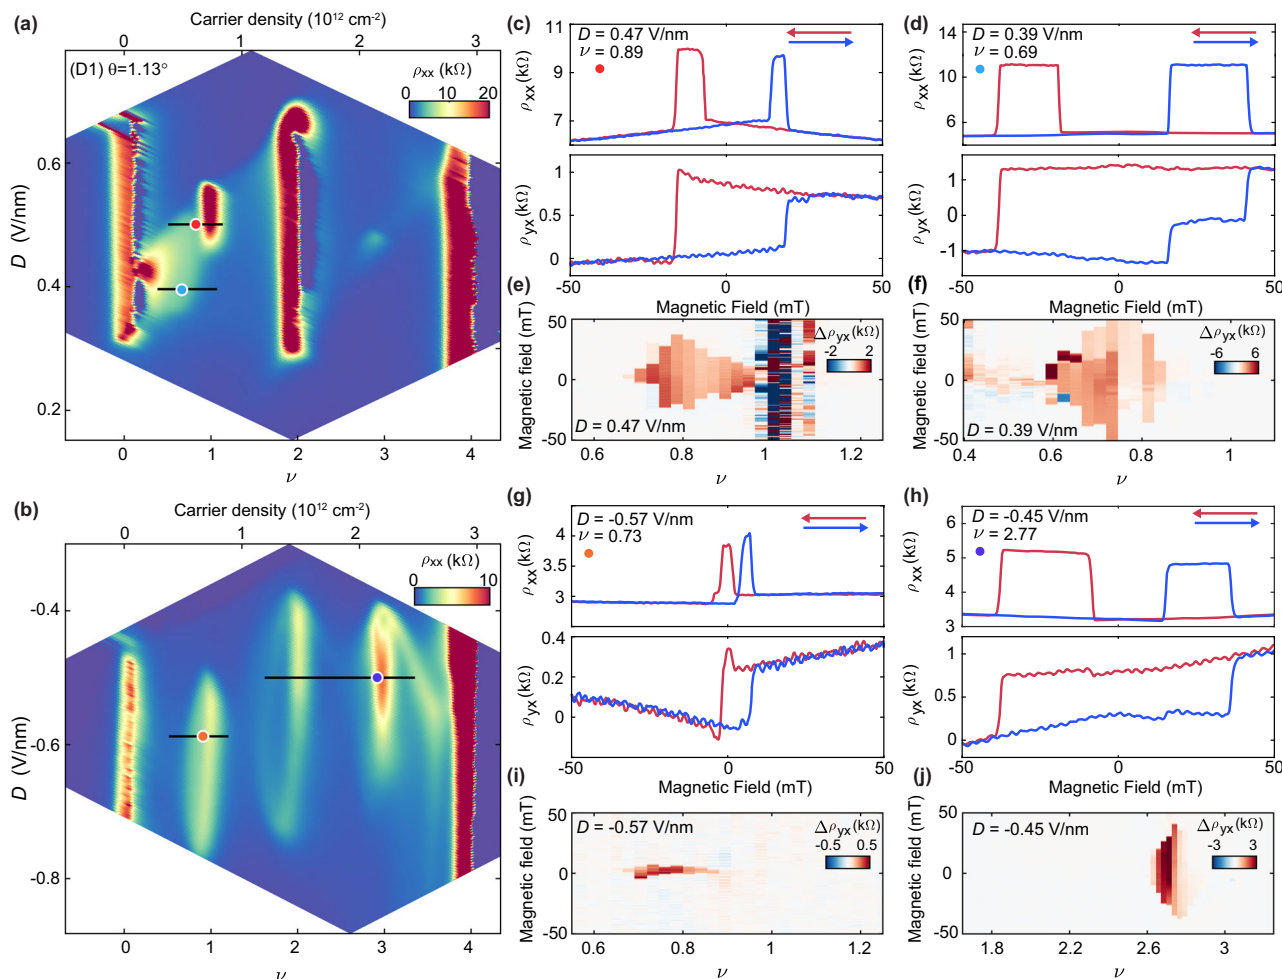 (a)
Carrier density (10¹² cm⁻²)
0 1 2 3
(D1) θ=1.13°
ρxx (kΩ)
0 10 20
D (V/nm)
0.6
0.4
0.2
0 1 2 3 4
ν
(b)
Carrier density (10¹² cm⁻²)
0 1 2 3
ρxx (kΩ)
0 10
D (V/nm)
-0.4
-0.6
-0.8
0 1 2 3 4
ν
(c)
D = 0.47 V/nm
ν = 0.89
ρxx(kΩ)
11
9
7
ρyx(kΩ)
1
0.5
0
-50 0 50
Magnetic Field (mT)
(d)
D = 0.39 V/nm
ν = 0.69
ρxx(kΩ)
14
11
8
5
ρyx(kΩ)
1
0
-1
-50 0 50
Magnetic Field (mT)
(e)
Magnetic field (mT)
50
0
-50
Δρyx(kΩ)
-2 2
D = 0.47 V/nm
0.6 0.8 1 1.2
ν
(f)
Magnetic field (mT)
50
0
-50
Δρyx(kΩ)
-6 6
D = 0.39 V/nm
0.4 0.6 0.8 1
ν
(g)
D = -0.57 V/nm
ν = 0.73
ρxx(kΩ)
4
3.5
3
ρyx(kΩ)
0.4
0.2
0
-50 0 50
Magnetic Field (mT)
(h)
D = -0.45 V/nm
ν = 2.77
ρxx(kΩ)
6
5
4
3
ρyx(kΩ)
1
0.5
0
-50 0 50
Magnetic Field (mT)
(i)
Magnetic field (mT)
50
0
-50
D = -0.57 V/nm
Δρyx(kΩ)
-0.5 0.5
0.6 0.8 1 1.2
ν
(j)
Magnetic field (mT)
50
0
-50
D = -0.45 V/nm
Δρyx(kΩ)
-3 3
1.8 2.2 2.6 3
ν